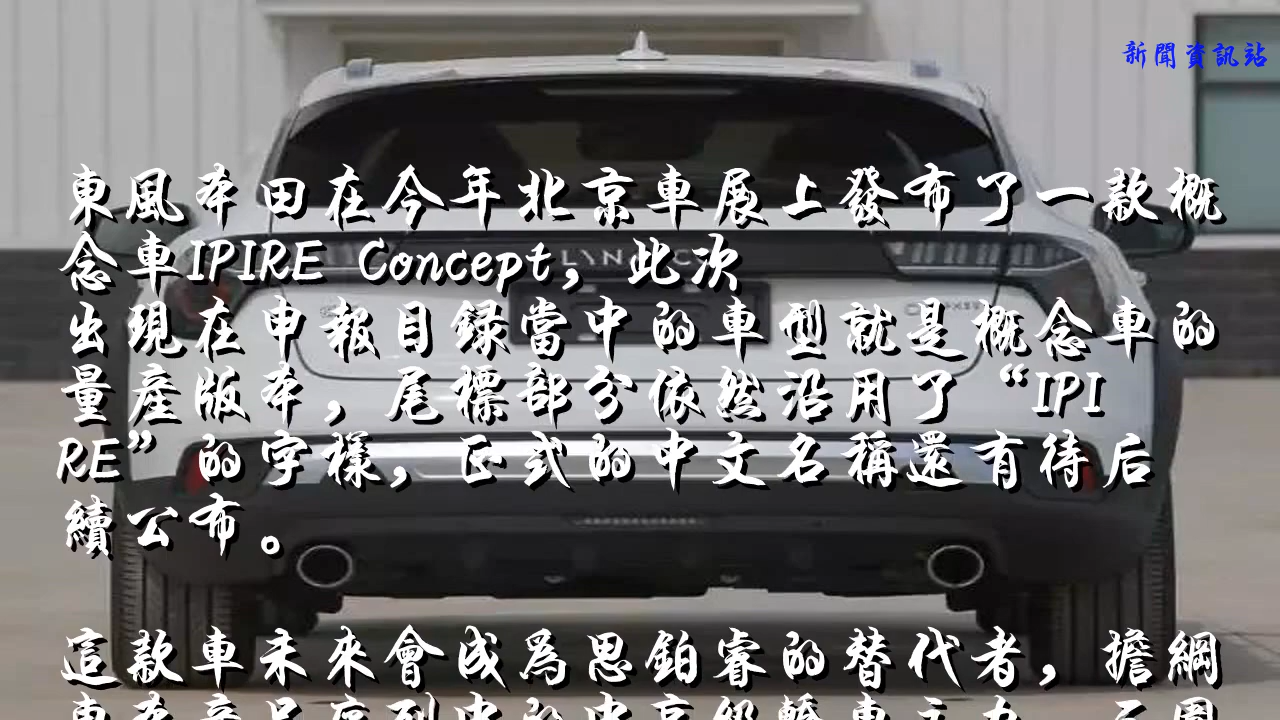 新聞資訊站
東風本田在今年北京車展上發布了一款概
念車IPIRE Concept，此次
出現在申報目録當中的車型就是概念車的
量産版本，尾標部分依然沿用了“IPI
RE”的字樣，正式的中文名稱還有待后
續公布。
這款車未來會成爲思鉑睿的替代者，擔綱